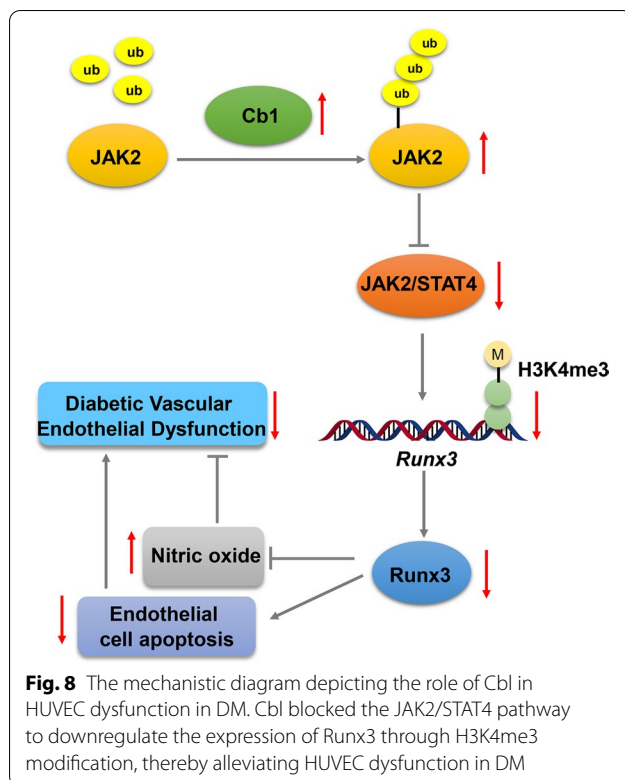 ub
ub
ub
JAK2
Cb1
ub
ub
ub
JAK2
JAK2/STAT4
M
H3K4me3
Runx3
Diabetic Vascular
Endothelial Dysfunction
Nitric oxide
Runx3
Endothelial
cell apoptosis
Fig. 8 The mechanistic diagram depicting the role of Cbl in
HUVEC dysfunction in DM. Cbl blocked the JAK2/STAT4 pathway
to downregulate the expression of Runx3 through H3K4me3
modification, thereby alleviating HUVEC dysfunction in DM